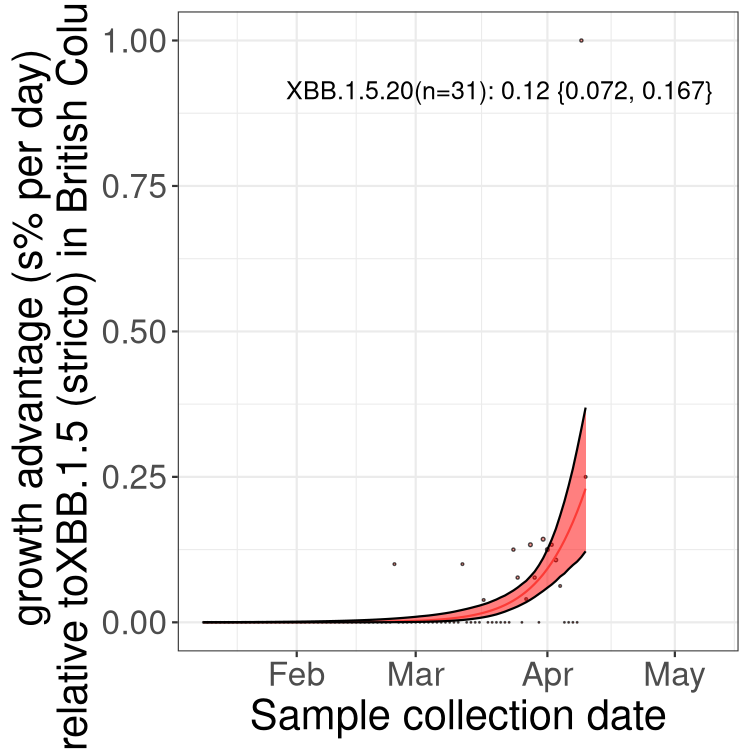 growth advantage (s% per day)
relative toXBB.1.5 (stricto) in British Colu
1.00
0.75
0.50
0.25
0.00
XBB.1.5.20(n=31): 0.12 {0.072, 0.167}
Feb Mar Apr May
Sample collection date